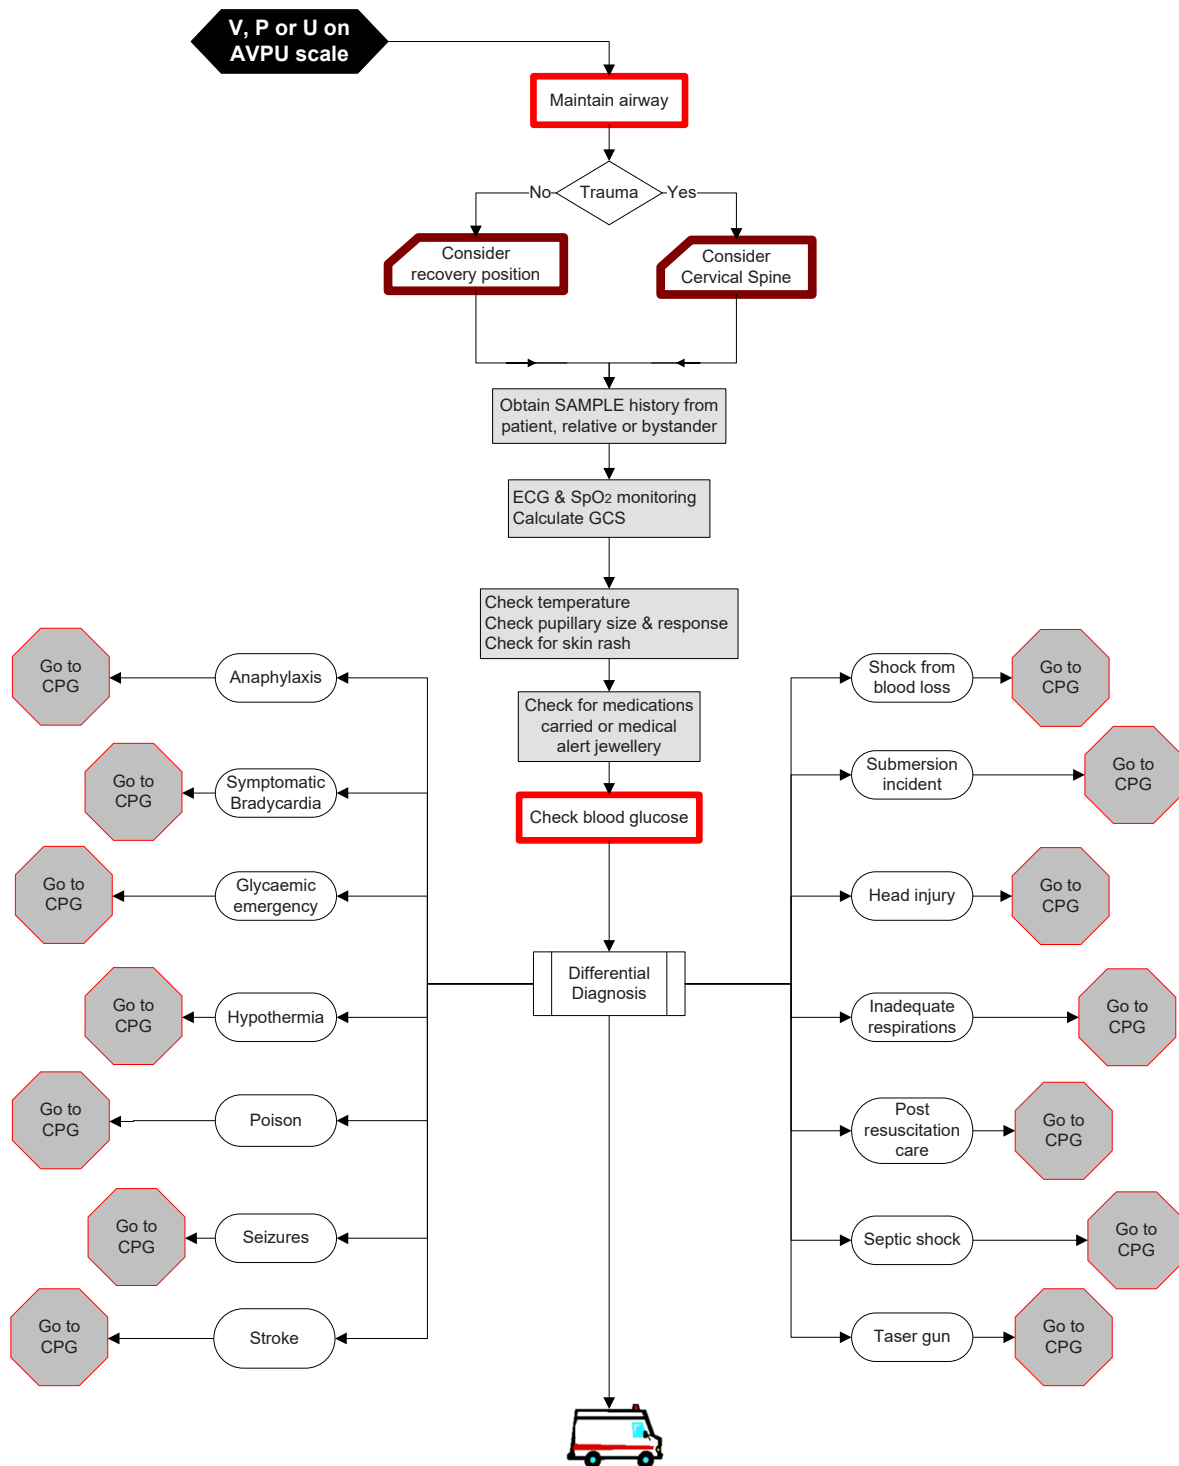 V, P or U on
AVPU scale
Maintain airway
No
Trauma
Yes
Consider
recovery position
Consider
Cervical Spine
Obtain SAMPLE history from
patient, relative or bystander
ECG & SpO2 monitoring
Calculate GCS
Check temperature
Check pupillary size & response
Check for skin rash
Check for medications
carried or medical
alert jewellery
Check blood glucose
Differential
Diagnosis
Go to
CPG
Anaphylaxis
Go to
CPG
Symptomatic
Bradycardia
Go to
CPG
Glycaemic
emergency
Go to
CPG
Hypothermia
Go to
CPG
Poison
Go to
CPG
Seizures
Go to
CPG
Stroke
Shock from
blood loss
Go to
CPG
Submersion
incident
Go to
CPG
Head injury
Go to
CPG
Inadequate
respirations
Go to
CPG
Post
resuscitation
care
Go to
CPG
Septic shock
Go to
CPG
Taser gun
Go to
CPG